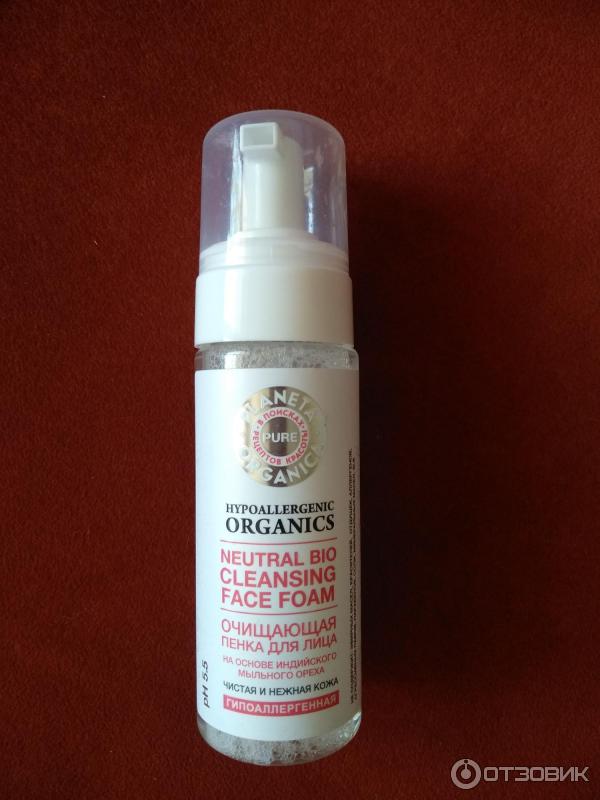 PLANETA
В ПОИСКАХ
PURE
РЕЦЕПТОВ КРАСОТЫ
ORGANICA
HYPOALLERGENIC
ORGANICS
NEUTRAL BIO
CLEANSING
FACE FOAM
ОЧИЩАЮЩАЯ
ПЕНКА ДЛЯ ЛИЦА
НА ОСНОВЕ ИНДИЙСКОГО
МЫЛЬНОГО ОРЕХА
ЧИСТАЯ И НЕЖНАЯ КОЖА
ГИПОАЛЛЕРГЕННАЯ
pH 5.5
ОТЗОВИК